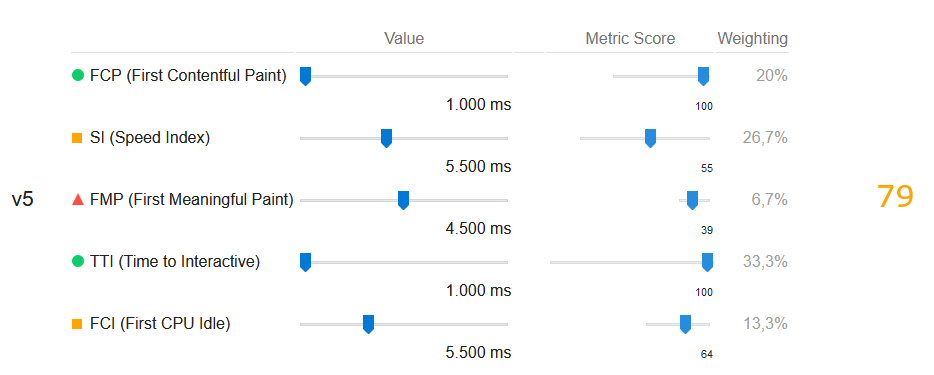 Value Metric Score Weighting
FCP (First Contentful Paint) 20%
1.000 ms 100
SI (Speed Index) 26,7%
5.500 ms 55
v5 FMP (First Meaningful Paint) 6,7% 79
4.500 ms 39
TTI (Time to Interactive) 33,3%
1.000 ms 100
FCI (First CPU Idle) 13,3%
5.500 ms 64